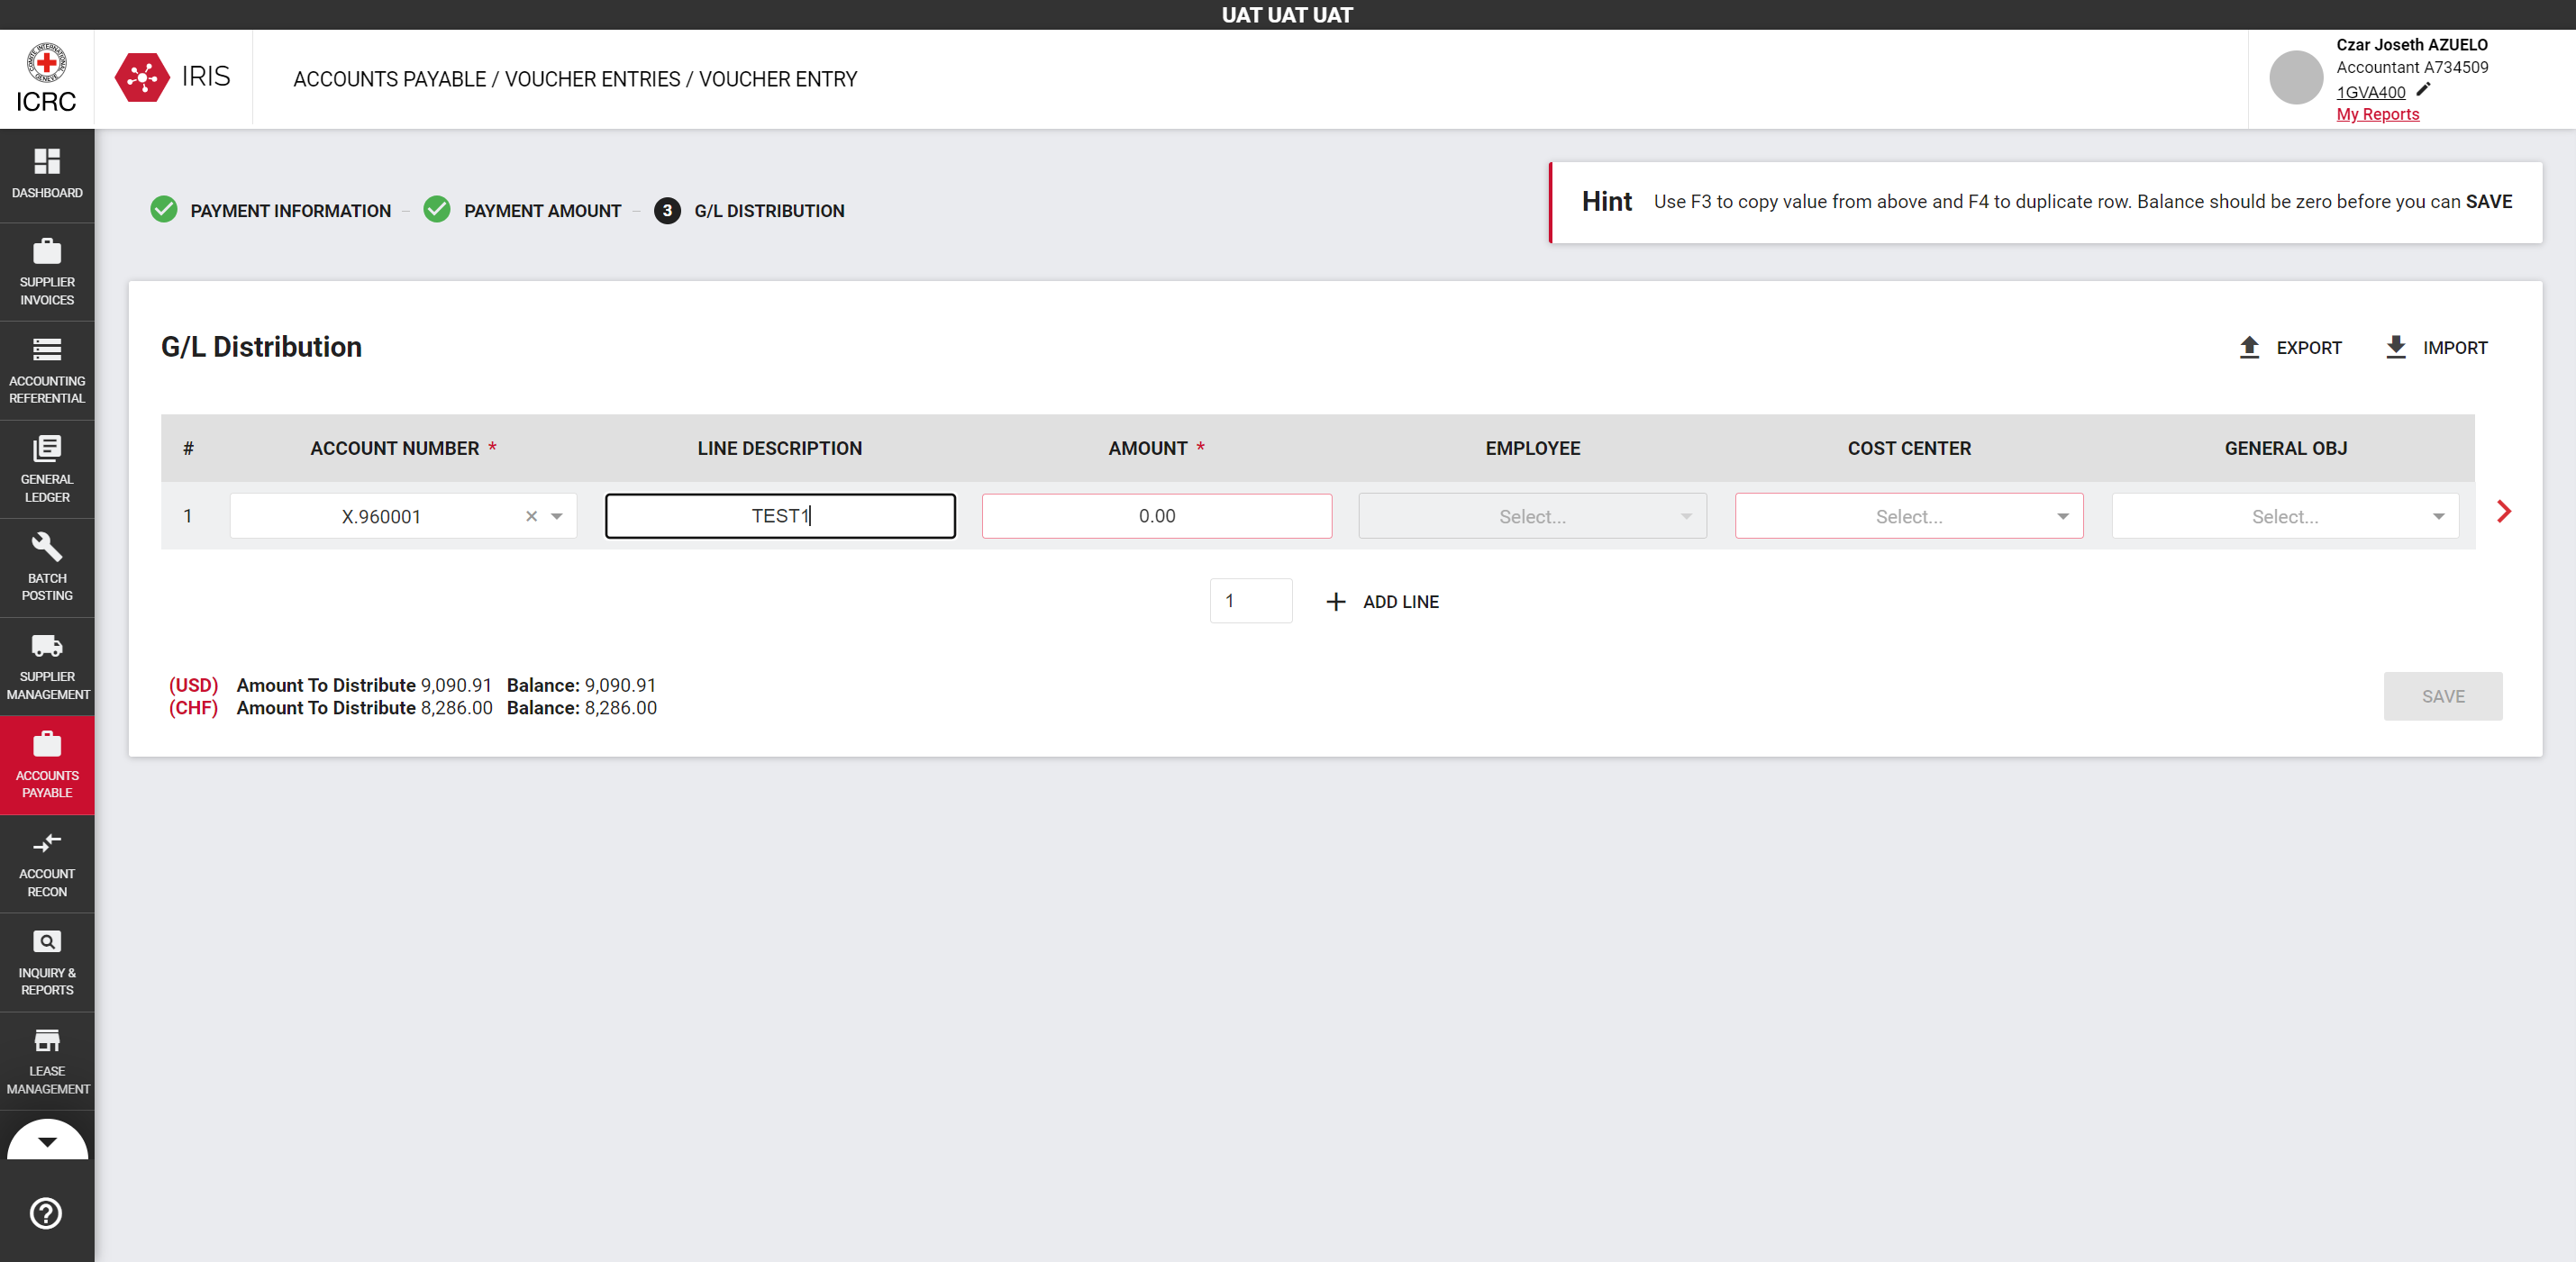 UAT UAT UAT
COMITE INTERNATIONAL GENEVE
ICRC
IRIS
ACCOUNTS PAYABLE / VOUCHER ENTRIES / VOUCHER ENTRY
Czar Joseth AZUELO
Accountant A734509
1GVA400
My Reports
DASHBOARD
SUPPLIER
INVOICES
ACCOUNTING
REFERENTIAL
GENERAL
LEDGER
BATCH
POSTING
SUPPLIER
MANAGEMENT
ACCOUNTS
PAYABLE
ACCOUNT
RECON
INQUIRY &
REPORTS
LEASE
MANAGEMENT
PAYMENT INFORMATION – PAYMENT AMOUNT – 3 G/L DISTRIBUTION
Hint Use F3 to copy value from above and F4 to duplicate row. Balance should be zero before you can SAVE
G/L Distribution
EXPORT IMPORT
# ACCOUNT NUMBER * LINE DESCRIPTION AMOUNT * EMPLOYEE COST CENTER GENERAL OBJ
1 X.960001 × TEST1 0.00 Select... Select... Select...
1 + ADD LINE
(USD) Amount To Distribute 9,090.91 Balance: 9,090.91
(CHF) Amount To Distribute 8,286.00 Balance: 8,286.00
SAVE